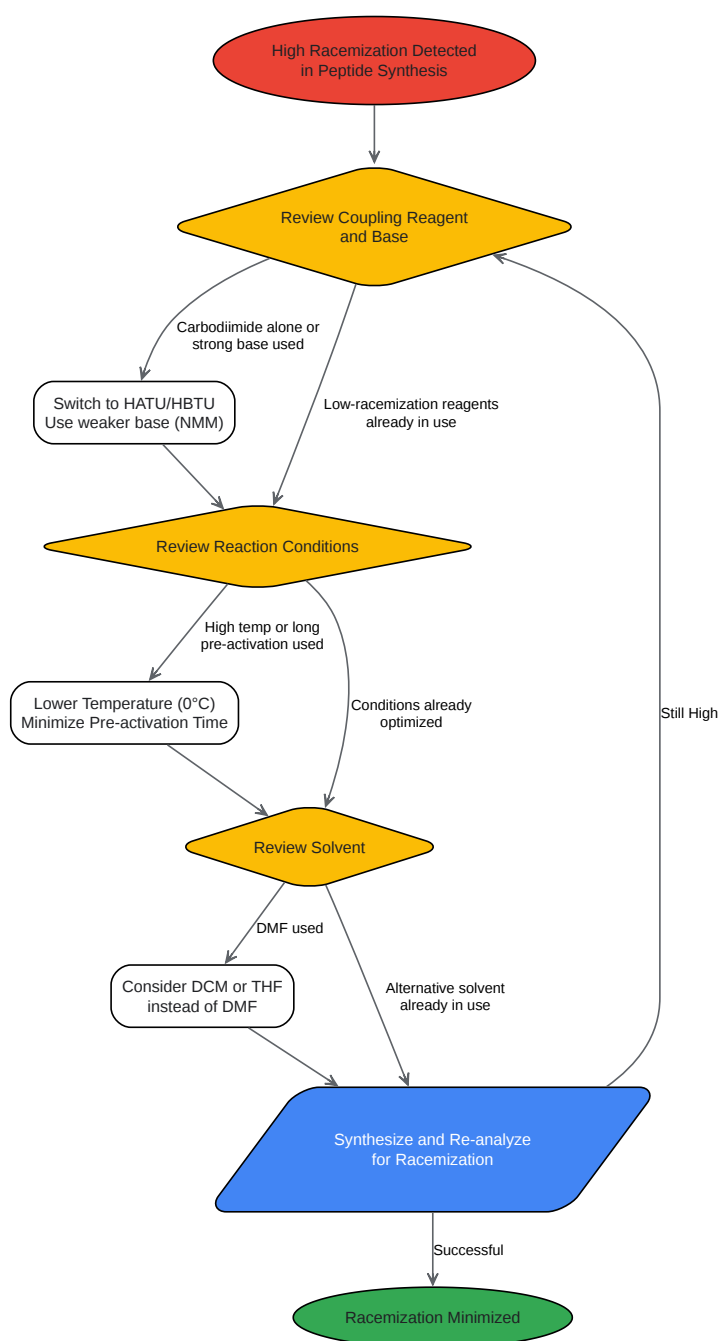 High Racemization Detected
in Peptide Synthesis
Review Coupling Reagent
and Base
Carbodiimide alone or
strong base used
Switch to HATU/HBTU
Use weaker base (NMM)
Low-racemization reagents
already in use
Review Reaction Conditions
High temp or long
pre-activation used
Lower Temperature (0°C)
Minimize Pre-activation Time
Conditions already
optimized
Still High
Review Solvent
DMF used
Consider DCM or THF
instead of DMF
Alternative solvent
already in use
Synthesize and Re-analyze
for Racemization
Successful
Racemization Minimized